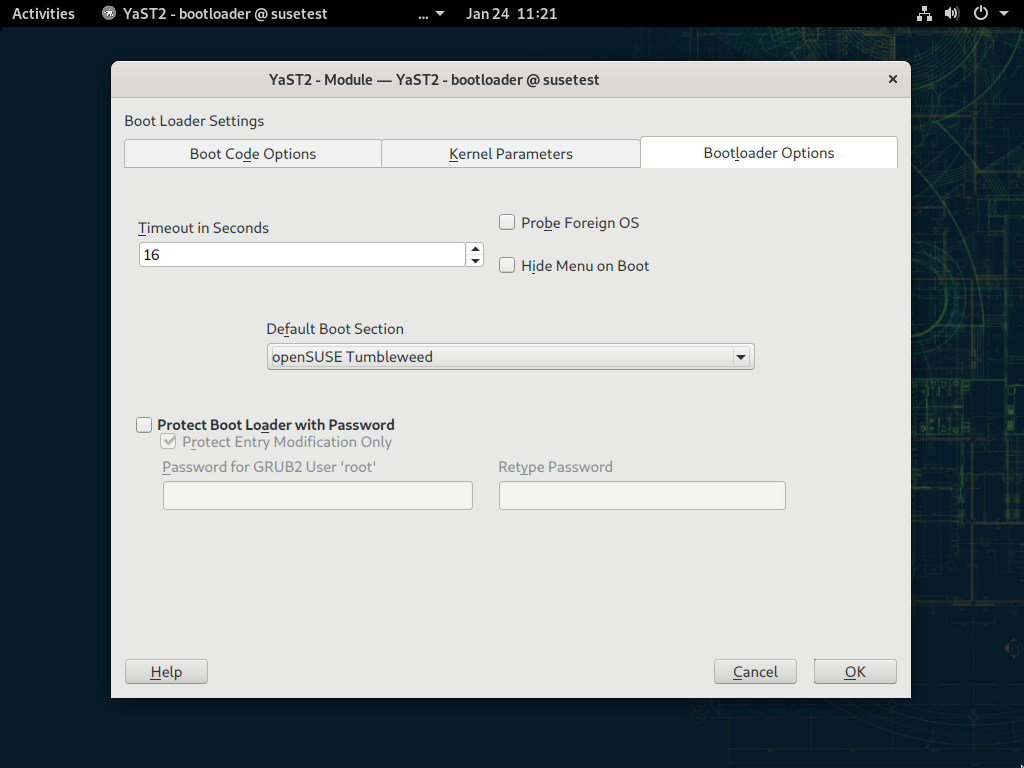 Activities YaST2 - bootloader @ susetest ... Jan 24 11:21
YaST2 - Module — YaST2 - bootloader @ susetest ×
Boot Loader Settings
Boot Code Options Kernel Parameters Bootloader Options
Timeout in Seconds
16
Probe Foreign OS
Hide Menu on Boot
Default Boot Section
openSUSE Tumbleweed
Protect Boot Loader with Password
Protect Entry Modification Only
Password for GRUB2 User 'root' Retype Password
Help Cancel OK